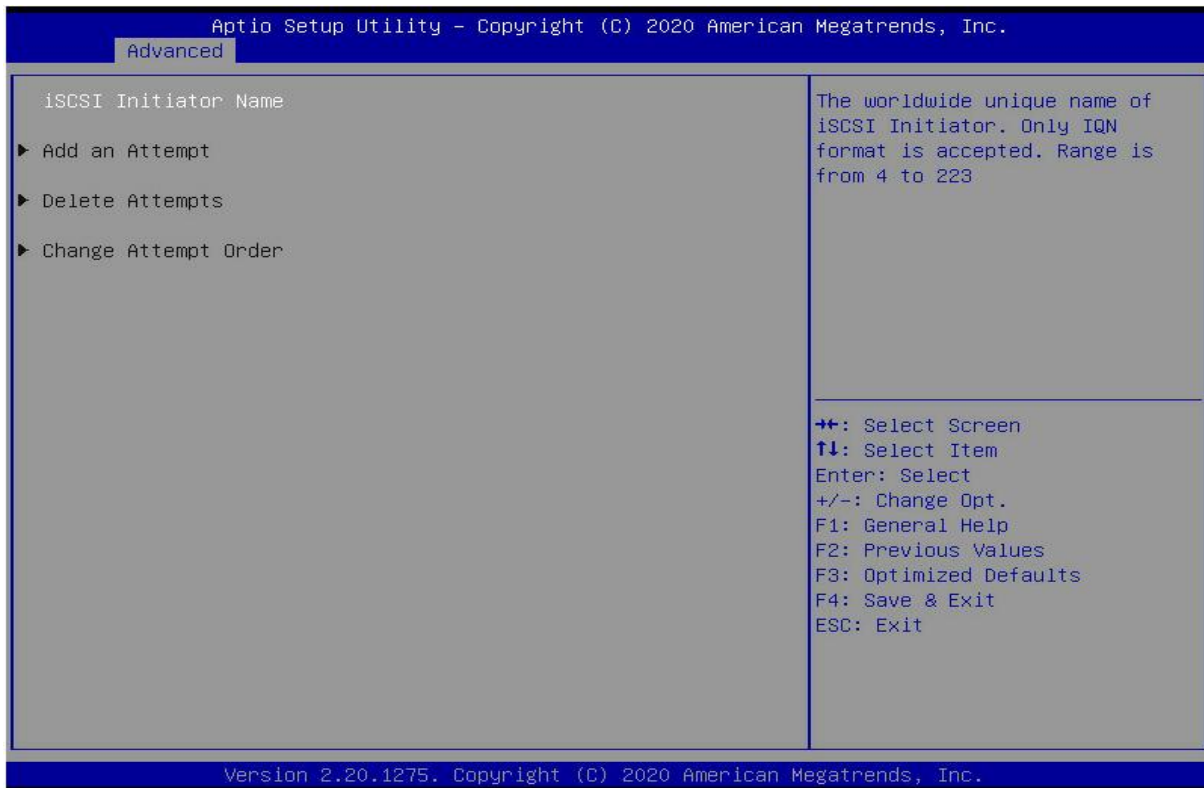 Aptio Setup Utility – Copyright (C) 2020 American Megatrends, Inc.
Advanced
iSCSI Initiator Name
▶ Add an Attempt
▶ Delete Attempts
▶ Change Attempt Order
The worldwide unique name of
iSCSI Initiator. Only IQN
format is accepted. Range is
from 4 to 223
→←: Select Screen
↑↓: Select Item
Enter: Select
+/-: Change Opt.
F1: General Help
F2: Previous Values
F3: Optimized Defaults
F4: Save & Exit
ESC: Exit
Version 2.20.1275. Copyright (C) 2020 American Megatrends, Inc.